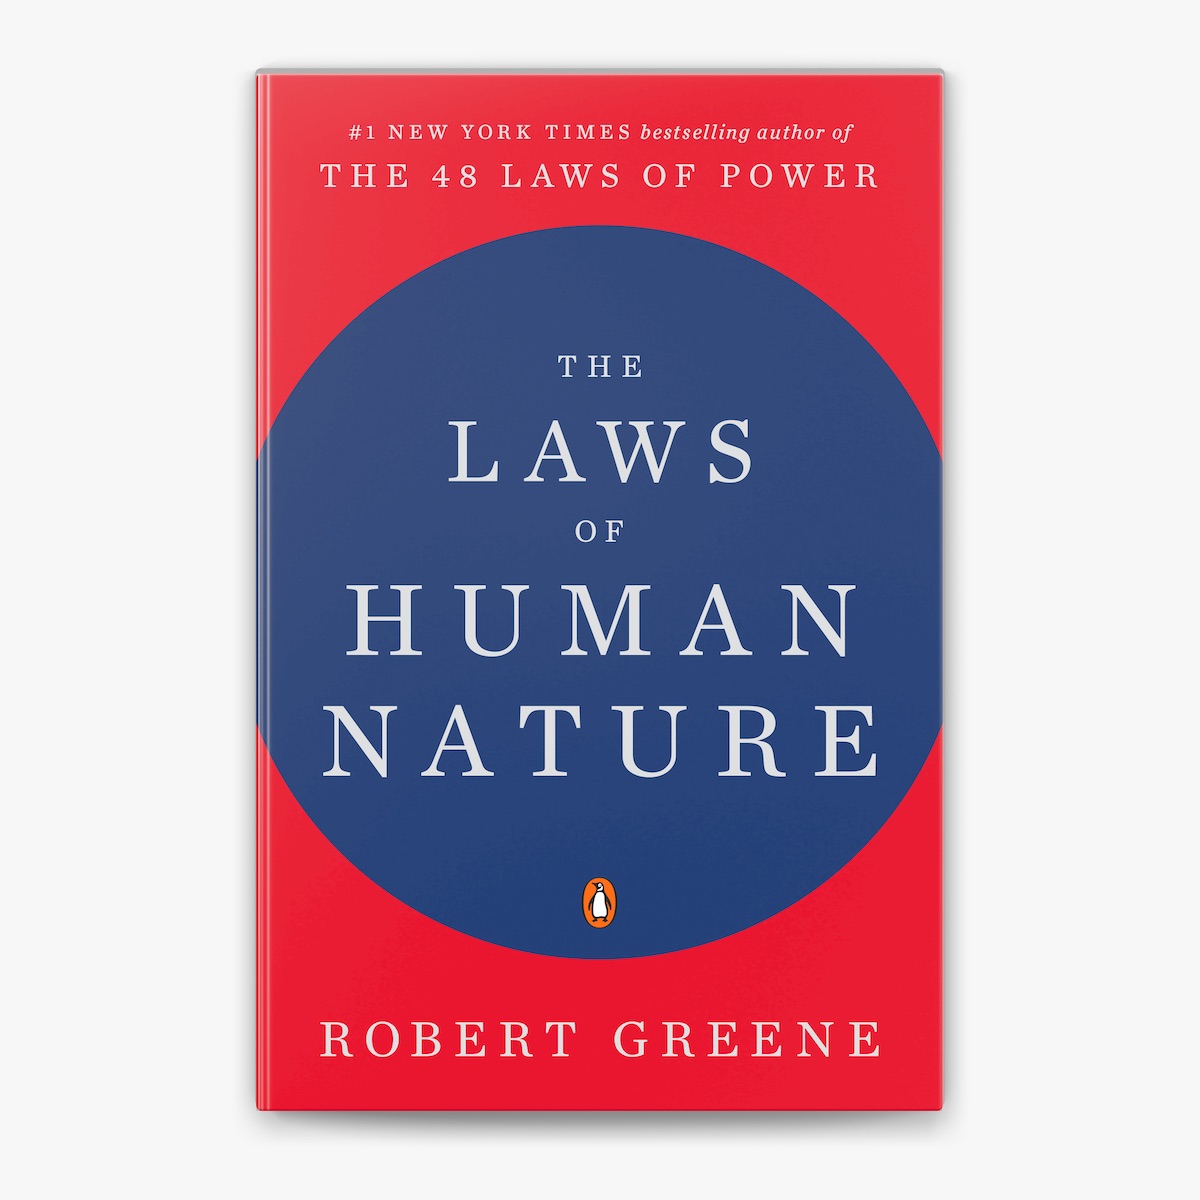 #1 NEW YORK TIMES bestselling author of
THE 48 LAWS OF POWER
THE
LAWS
OF
HUMAN
NATURE
ROBERT GREENE